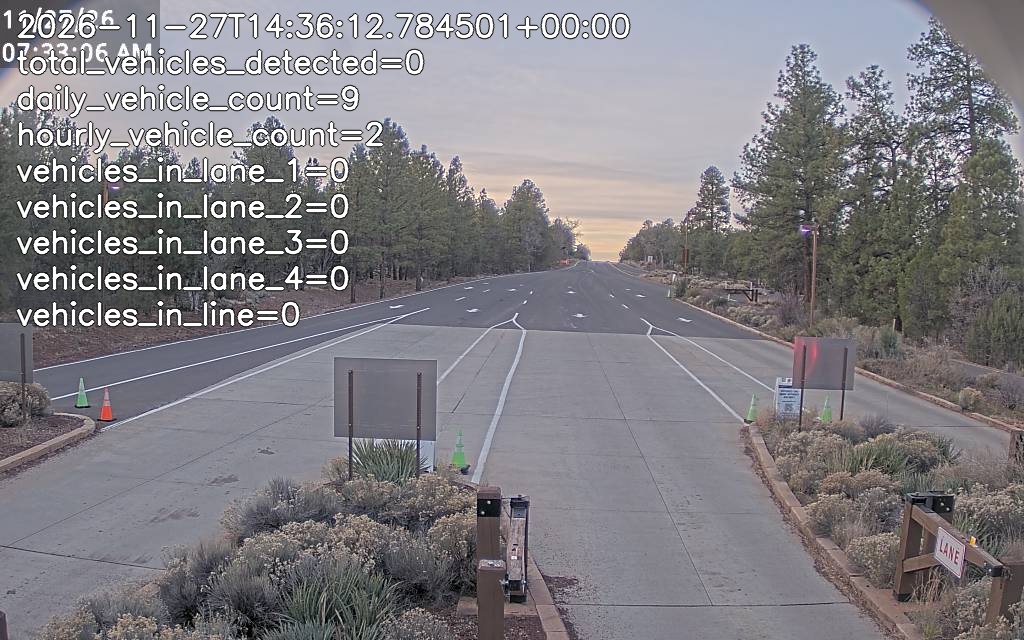 2026-11-27T14:36:12.784501+00:00
07:33:06 AM
total_vehicles_detected=0
daily_vehicle_count=9
hourly_vehicle_count=2
vehicles_in_lane_1=0
vehicles_in_lane_2=0
vehicles_in_lane_3=0
vehicles_in_lane_4=0
vehicles_in_line=0
LANE